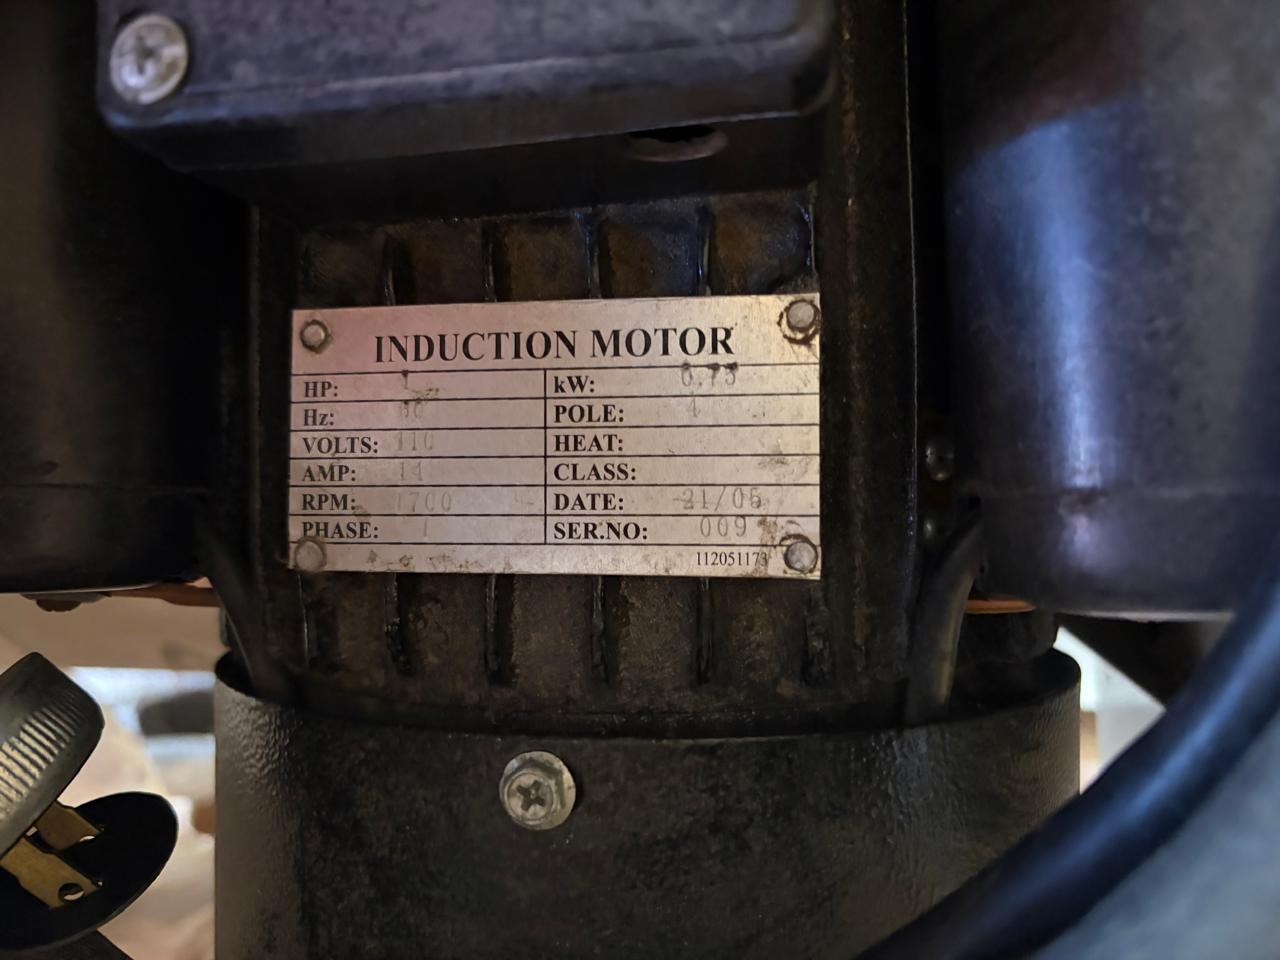 INDUCTION MOTOR
HP: 1 kW: 0,75
Hz: 60 POLE: 4
VOLTS: 110 HEAT:
AMP: 14 CLASS:
RPM: 1700 DATE: 21/05
PHASE: 1 SER.NO: 009
112051173